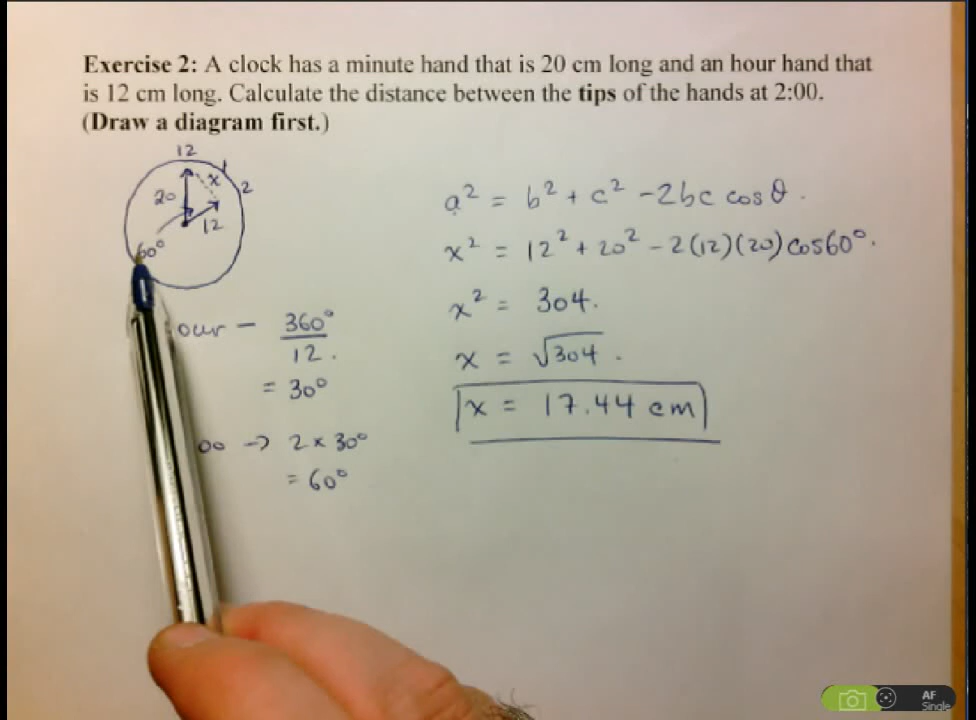 Exercise 2: A clock has a minute hand that is 20 cm long and an hour hand that
is 12 cm long. Calculate the distance between the tips of the hands at 2:00.
(Draw a diagram first.)
12
1
x
2
20
12
60°
our - 360°/12.
= 30°
00 → 2 × 30°
= 60°
a² = b² + c² - 2bc cos θ.
x² = 12² + 20² - 2(12)(20) cos60°.
x² = 304.
x = √304.
x = 17.44 cm
AF
Single